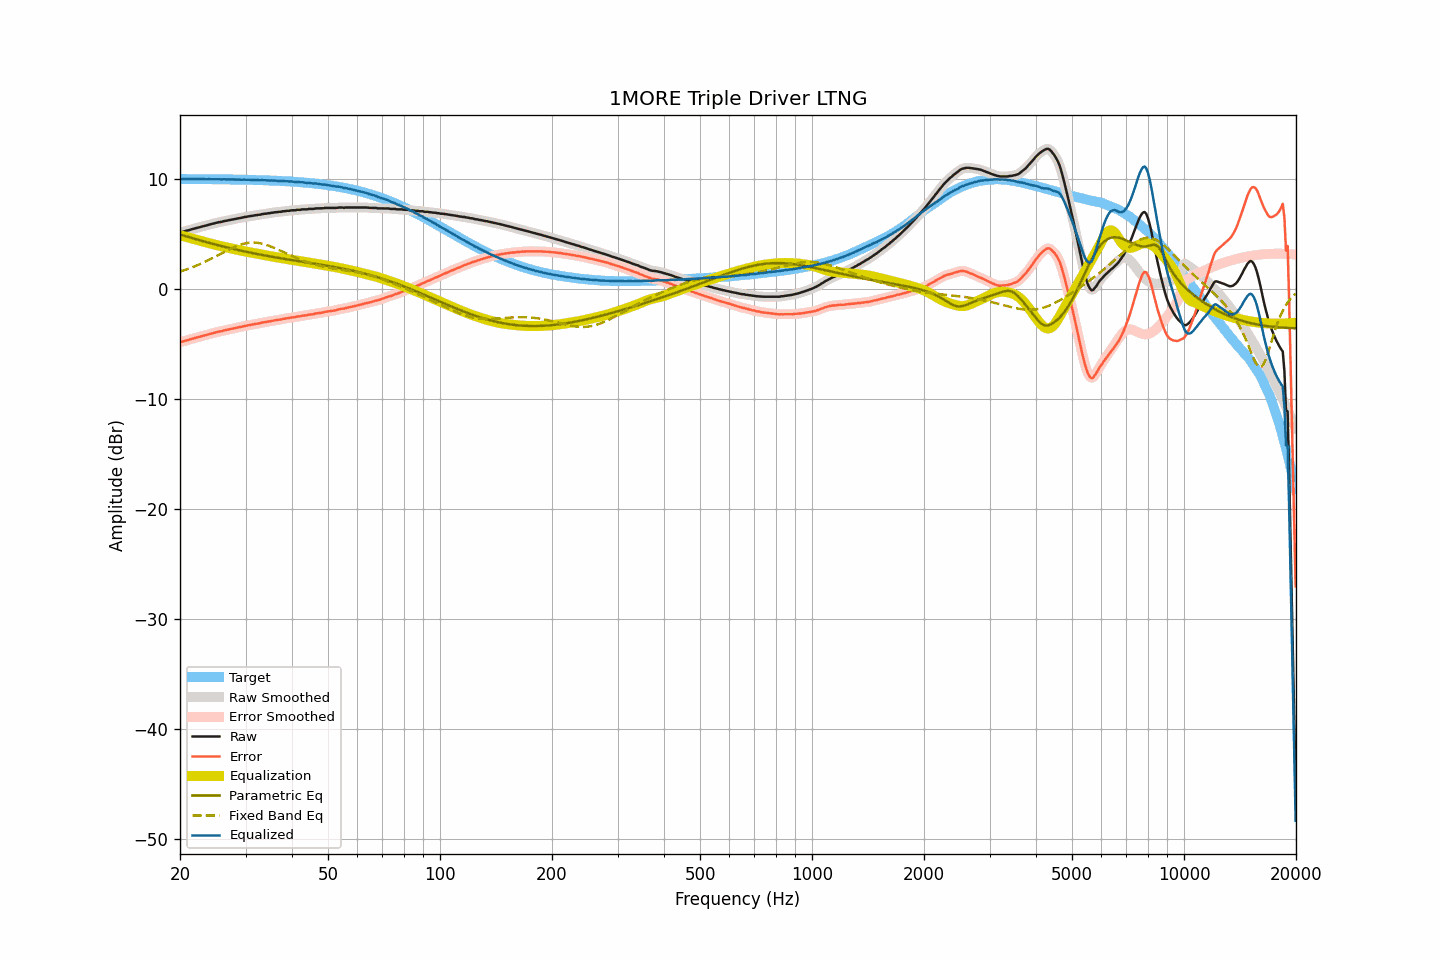 1MORE Triple Driver LTNG
Amplitude (dBr)
10
0
−10
−20
−30
−40
−50
Target
Raw Smoothed
Error Smoothed
Raw
Error
Equalization
Parametric Eq
Fixed Band Eq
Equalized
20 50 100 200 500 1000 2000 5000 10000 20000
Frequency (Hz)